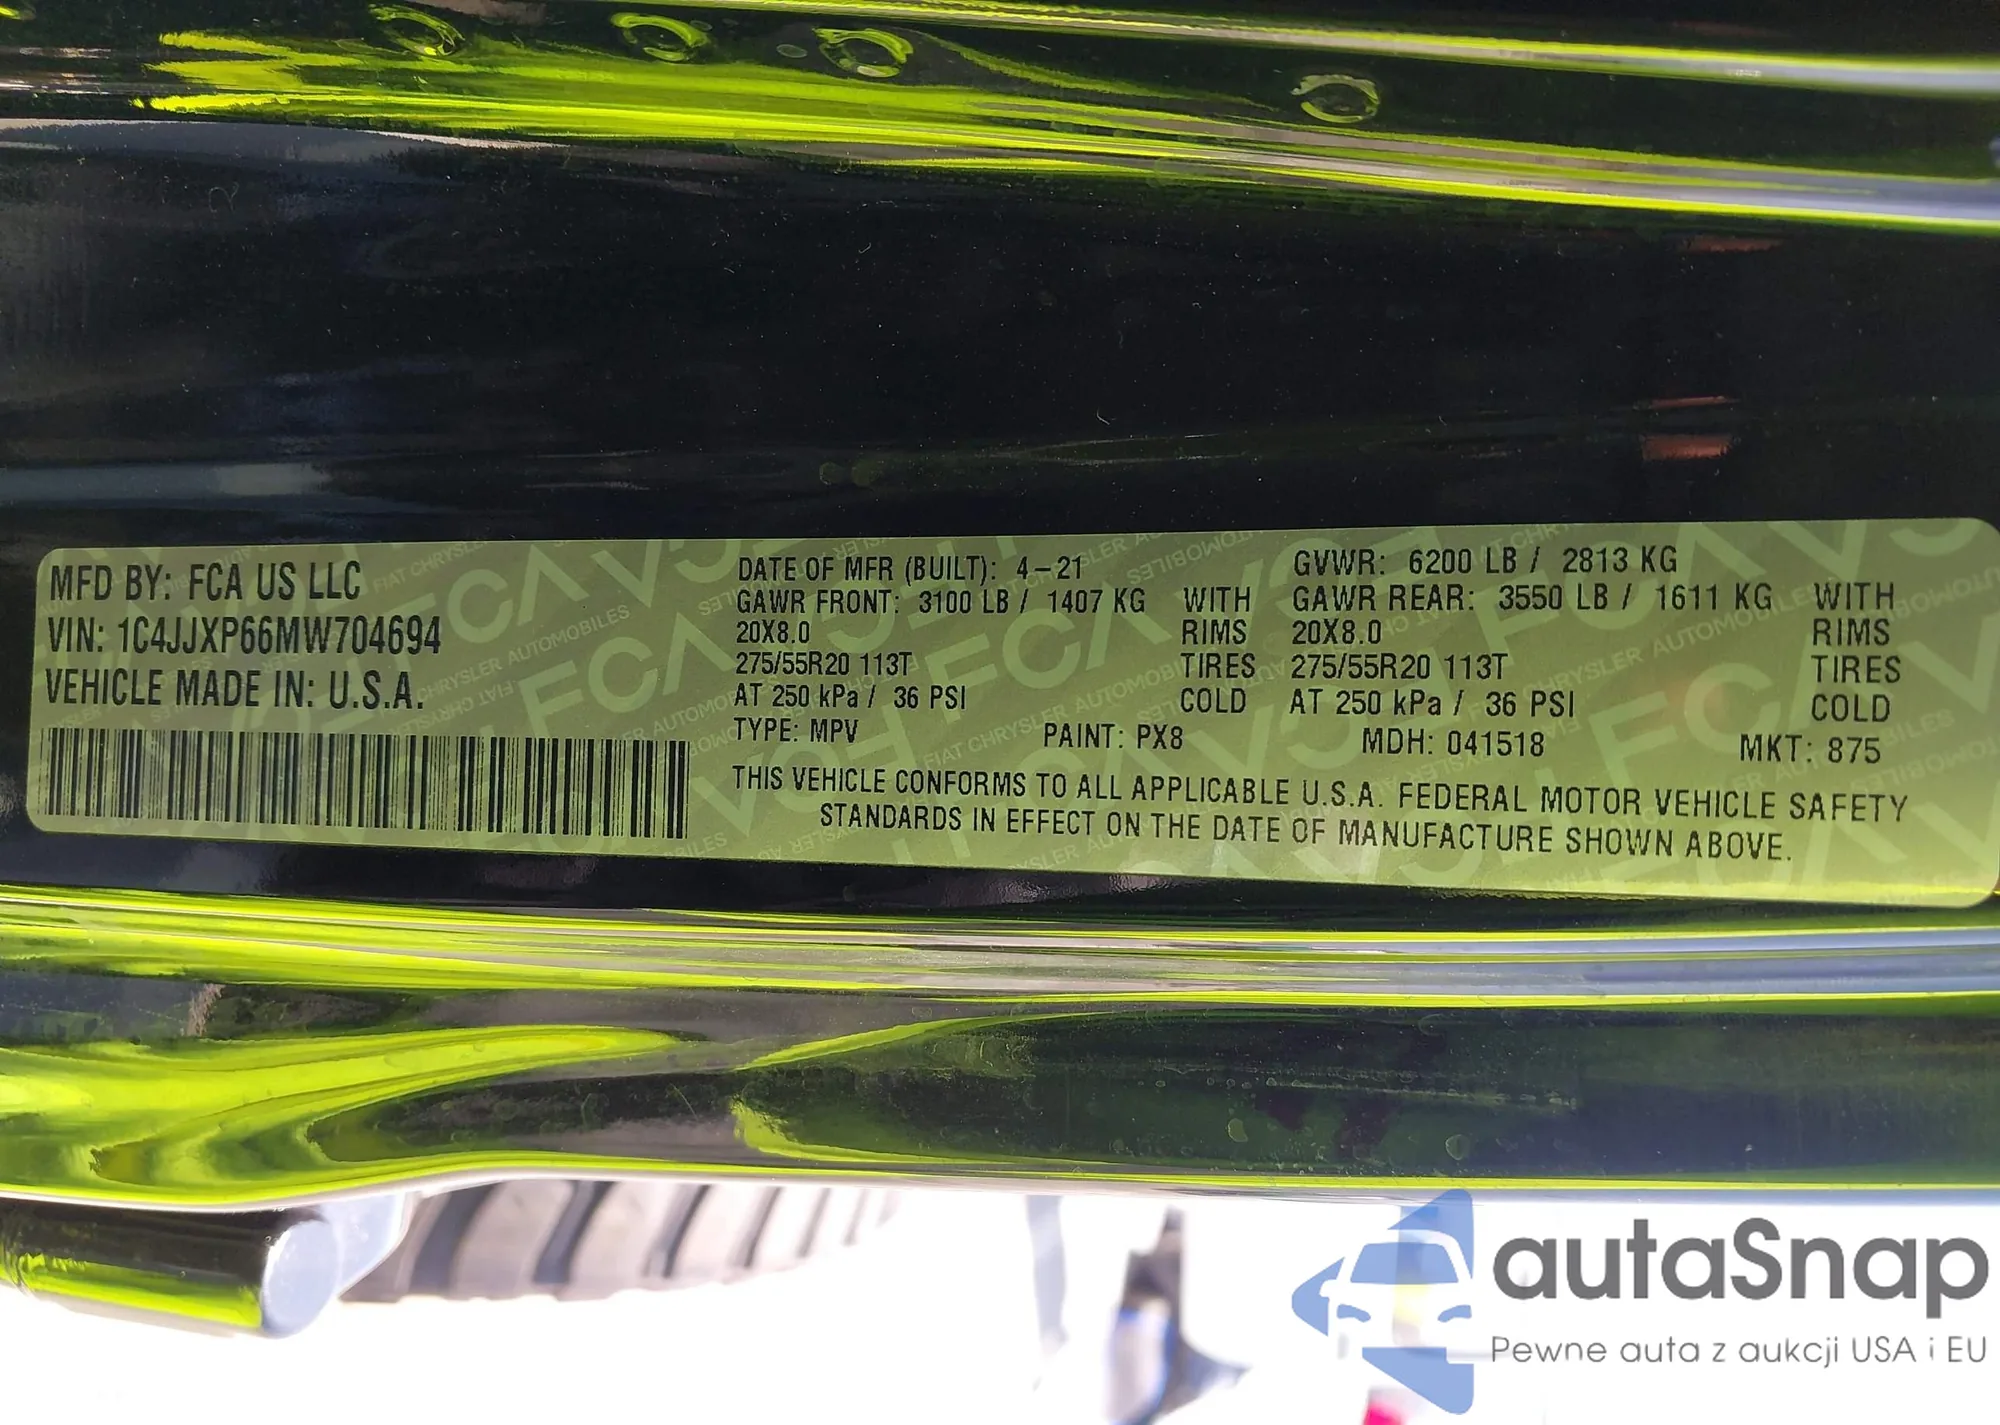 MFD BY: FCA US LLC
VIN: 1C4JJXP66MW704694
VEHICLE MADE IN: U.S.A.
DATE OF MFR (BUILT): 4-21
GVWR: 6200 LB / 2813 KG
GAWR FRONT: 3100 LB / 1407 KG WITH
GAWR REAR: 3550 LB / 1611 KG WITH
20X8.0 RIMS
20X8.0 RIMS
275/55R20 113T TIRES
275/55R20 113T TIRES
AT 250 kPa / 36 PSI COLD
AT 250 kPa / 36 PSI COLD
TYPE: MPV PAINT: PX8 MDH: 041518 MKT: 875
THIS VEHICLE CONFORMS TO ALL APPLICABLE U.S.A. FEDERAL MOTOR VEHICLE SAFETY
STANDARDS IN EFFECT ON THE DATE OF MANUFACTURE SHOWN ABOVE.
autaSnap
Pewne auta z aukcji USA i EU